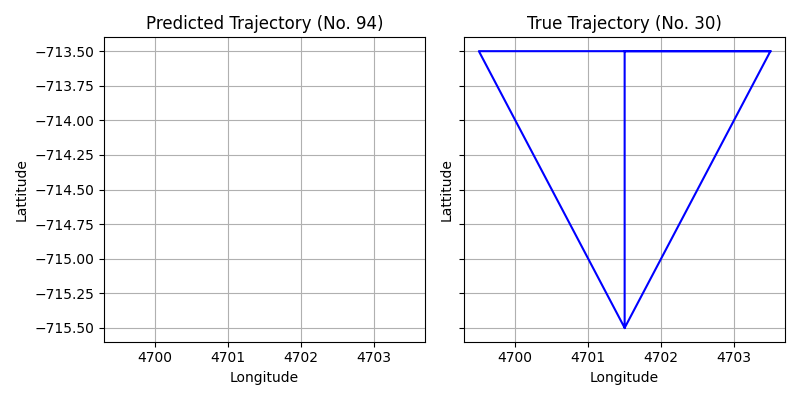 Predicted Trajectory (No. 94)
True Trajectory (No. 30)
Lattitude
−713.50
−713.75
−714.00
−714.25
−714.50
−714.75
−715.00
−715.25
−715.50
4700 4701 4702 4703
Longitude
Lattitude
4700 4701 4702 4703
Longitude